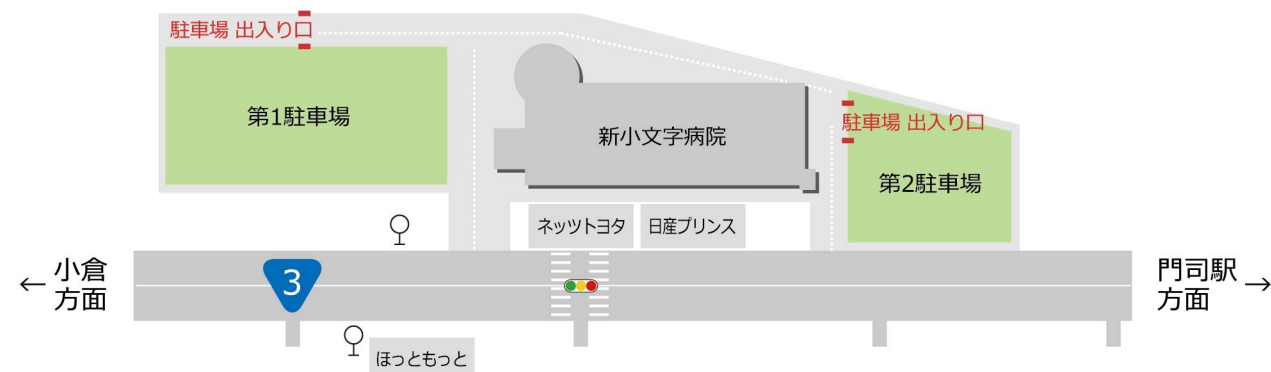 駐車場 出入り口
第1駐車場
新小文字病院
駐車場 出入り口
第2駐車場
ネッツトヨタ
日産プリンス
← 小倉
方面
3
門司駅 →
方面
ほっともっと